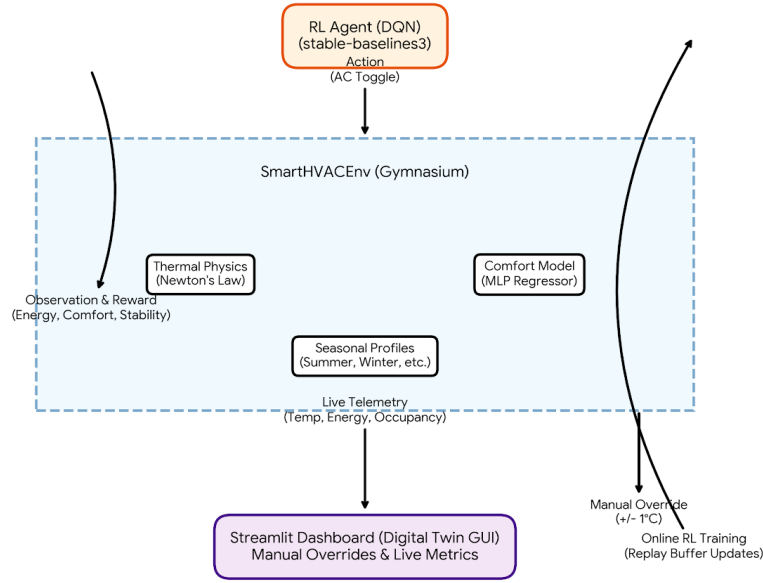 RL Agent (DQN)
(stable-baselines3)
Action
(AC Toggle)
SmartHVACEnv (Gymnasium)
Thermal Physics
(Newton's Law)
Comfort Model
(MLP Regressor)
Observation & Reward
(Energy, Comfort, Stability)
Seasonal Profiles
(Summer, Winter, etc.)
Live Telemetry
(Temp, Energy, Occupancy)
Manual Override
(+/- 1°C)
Online RL Training
(Replay Buffer Updates)
Streamlit Dashboard (Digital Twin GUI)
Manual Overrides & Live Metrics